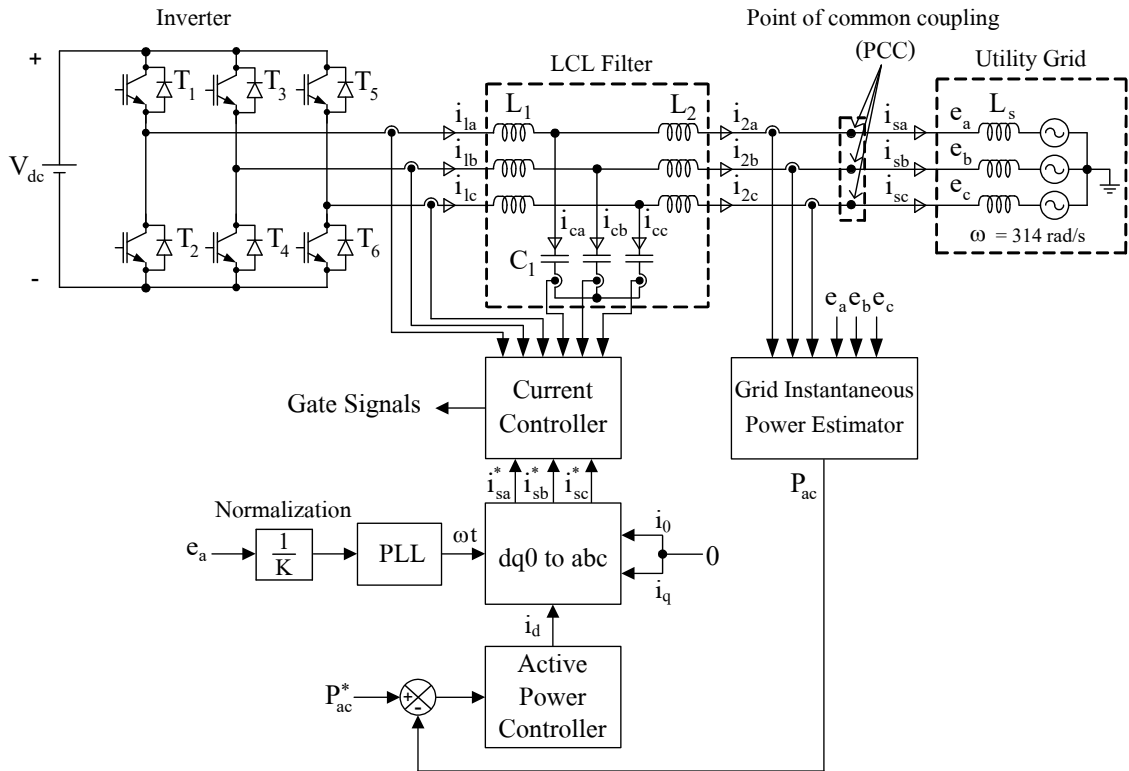 Inverter
Point of common coupling
(PCC)
LCL Filter
Utility Grid
+
T1
T3
T5
Vdc
T2
T4
T6
-
i1a
i1b
i1c
L1
L2
i2a
i2b
i2c
isa
isb
isc
ea
eb
ec
Ls
ω = 314 rad/s
ica
icb
icc
C1
ea eb ec
Gate Signals
Current
Controller
Grid Instantaneous
Power Estimator
Pac
i*sa
i*sb
i*sc
Normalization
ea
1
K
PLL
ωt
dq0 to abc
i0
iq
0
id
P*ac
+
-
Active
Power
Controller